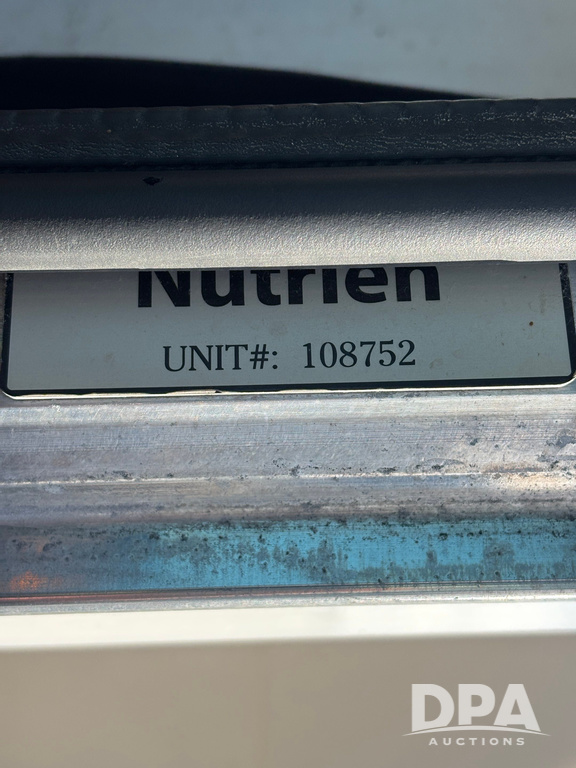 Nutrien
UNIT#: 108752
DPA
AUCTIONS